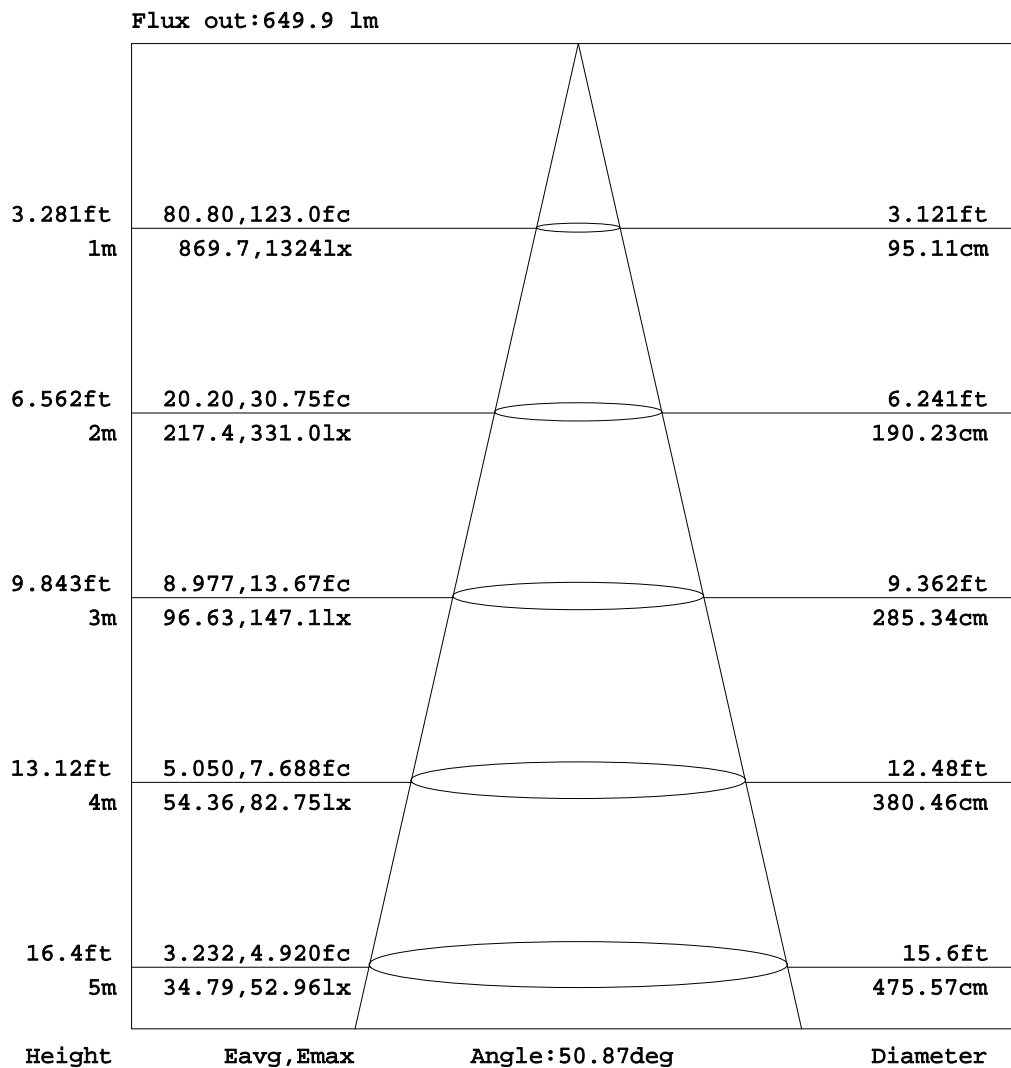 Flux out:649.9 lm
3.281ft 80.80,123.0fc 3.121ft
1m 869.7,1324lx 95.11cm
6.562ft 20.20,30.75fc 6.241ft
2m 217.4,331.0lx 190.23cm
9.843ft 8.977,13.67fc 9.362ft
3m 96.63,147.1lx 285.34cm
13.12ft 5.050,7.688fc 12.48ft
4m 54.36,82.75lx 380.46cm
16.4ft 3.232,4.920fc 15.6ft
5m 34.79,52.96lx 475.57cm
Height Eavg,Emax Angle:50.87deg Diameter